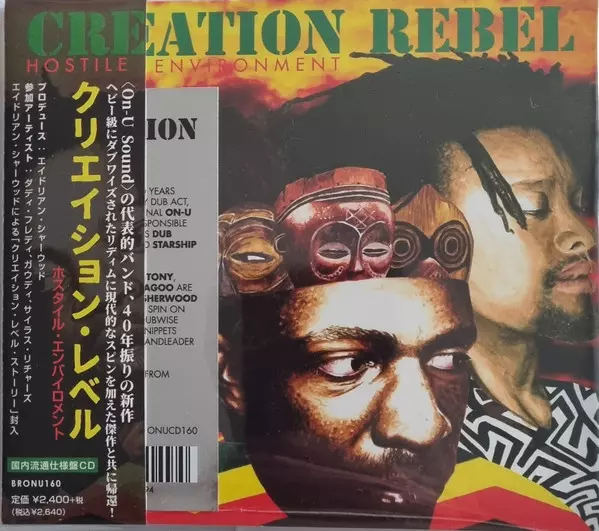 CREATION REBEL
HOSTILE ENVIRONMENT
〈On-U Sound〉の代表的バンド、40年振りの新作
ヘビー級にダブワイズされたリディムに現代的なスピンを加えた傑作と共に帰還!
クリエイション・レベル
ホスタイル・エンバイロメント
プロデュース:エイドリアン・シャーウッド
参加アーティスト:ダディ・フレディ、ガウディ、サイラス・リチャーズ
エイドリアン・シャーウッドによる「クリエイション・レベル・ストーリー」封入
国内流通仕様盤CD
BRONU160
定価 ¥2,400+税
(税込 ¥2,640)
ION
YEARS
Y DUB ACT,
NAL ON-U
SPONSIBLE
S DUB
D STARSHIP
TONY,
AGOO ARE
SHERWOOD
SPIN ON
DUBWISE
NIPPETS
ANDLEADER
FROM
ONUCD160
94